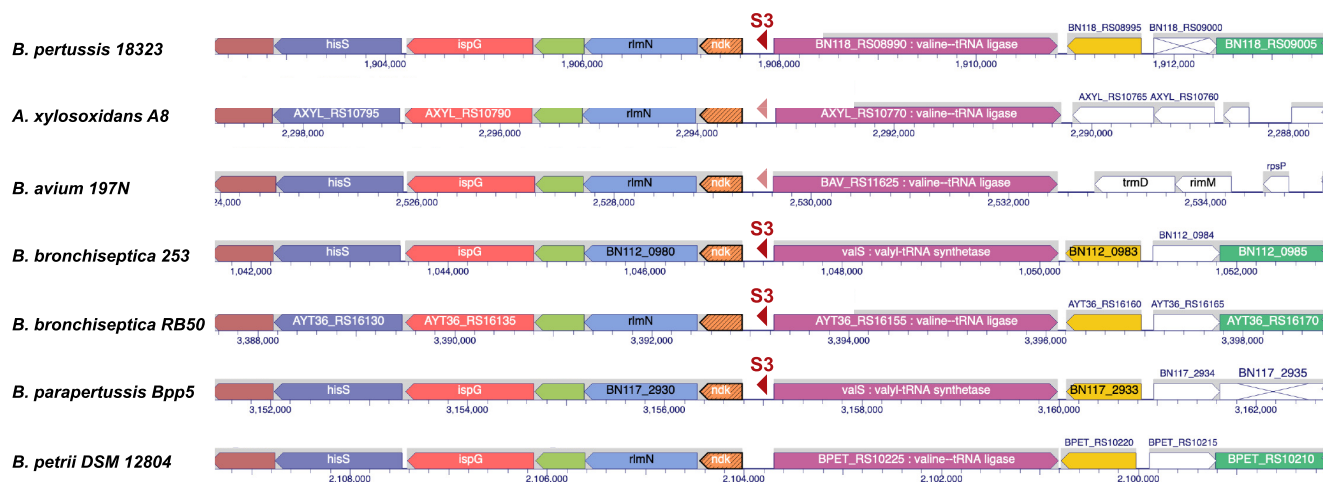 S3
BN118_RS08995 BN118_RS09000
B. pertussis 18323 hisS ispG rlmN ndk BN118_RS08990 : valine--tRNA ligase BN118_RS09005
1,904,000 1,906,000 1,908,000 1,910,000 1,912,000
AXYL_RS10765 AXYL_RS10760
A. xylosoxidans A8 AXYL_RS10795 AXYL_RS10790 rlmN AXYL_RS10770 : valine--tRNA ligase
2,298,000 2,296,000 2,294,000 2,292,000 2,290,000 2,288,000
rpsP
B. avium 197N hisS ispG rlmN ndk BAV_RS11625 : valine--tRNA ligase trmD rimM
24,000 2,526,000 2,528,000 2,530,000 2,532,000 2,534,000
S3
BN112_0984
B. bronchiseptica 253 hisS ispG BN112_0980 ndk valS : valyl-tRNA synthetase BN112_0983 BN112_0985
1,042,000 1,044,000 1,046,000 1,048,000 1,050,000 1,052,000
S3
AYT36_RS16160 AYT36_RS16165
B. bronchiseptica RB50 AYT36_RS16130 AYT36_RS16135 rlmN AYT36_RS16155 : valine--tRNA ligase AYT36_RS16170
3,388,000 3,390,000 3,392,000 3,394,000 3,396,000 3,398,000
S3
BN117_2934 BN117_2935
B. parapertussis Bpp5 hisS ispG BN117_2930 ndk valS : valyl-tRNA synthetase BN117_2933
3,152,000 3,154,000 3,156,000 3,158,000 3,160,000 3,162,000
BPET_RS10220 BPET_RS10215
B. petrii DSM 12804 hisS ispG rlmN ndk BPET_RS10225 : valine--tRNA ligase BPET_RS10210
2,108,000 2,106,000 2,104,000 2,102,000 2,100,000